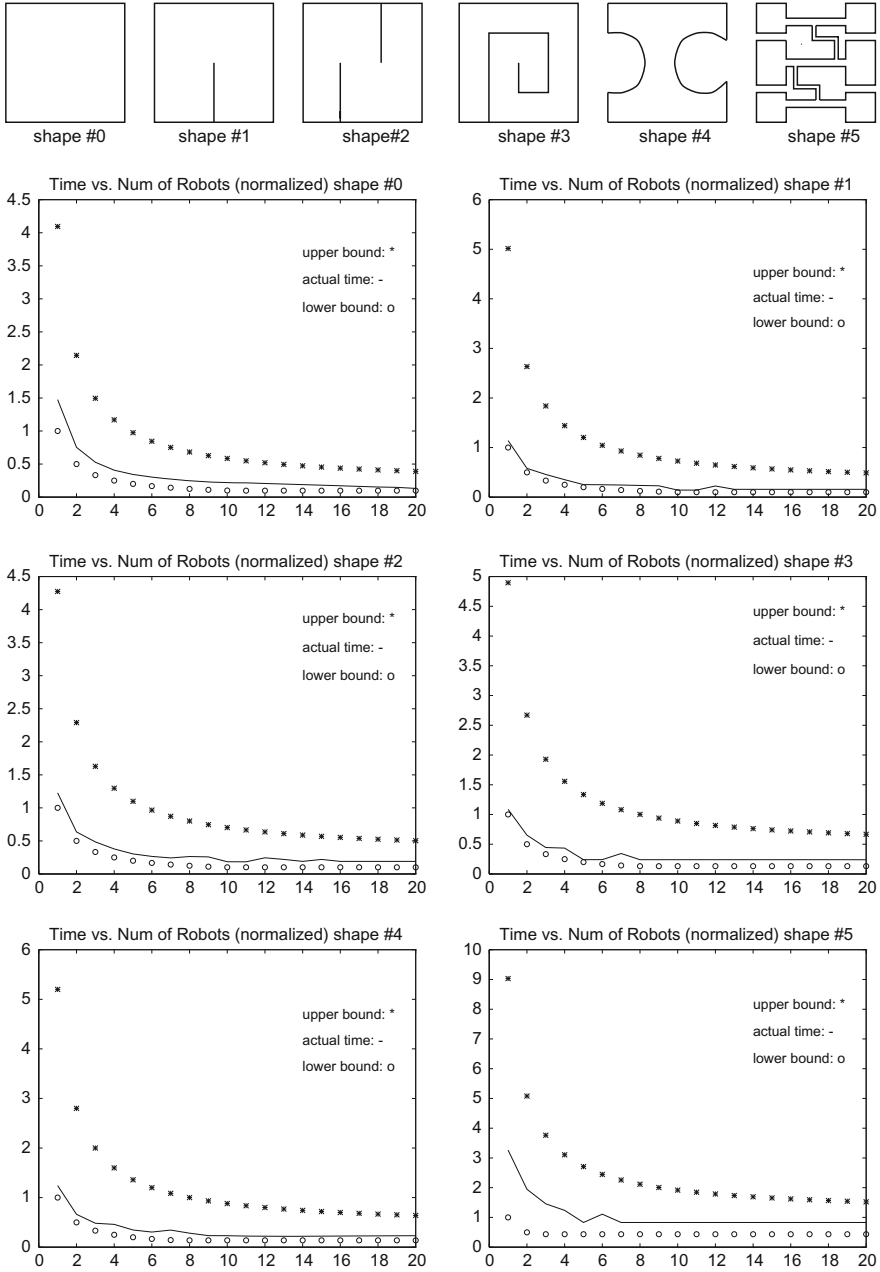 shape #0 shape #1 shape#2 shape #3 shape #4 shape #5
Time vs. Num of Robots (normalized) shape #0
4.5
4
3.5
3
2.5
2
1.5
1
0.5
0
upper bound: *
actual time: -
lower bound: o
0 2 4 6 8 10 12 14 16 18 20
Time vs. Num of Robots (normalized) shape #1
6
5
4
3
2
1
0
upper bound: *
actual time: -
lower bound: o
0 2 4 6 8 10 12 14 16 18 20
Time vs. Num of Robots (normalized) shape #2
4.5
4
3.5
3
2.5
2
1.5
1
0.5
0
upper bound: *
actual time: -
lower bound: o
0 2 4 6 8 10 12 14 16 18 20
Time vs. Num of Robots (normalized) shape #3
5
4.5
4
3.5
3
2.5
2
1.5
1
0.5
0
upper bound: *
actual time: -
lower bound: o
0 2 4 6 8 10 12 14 16 18 20
Time vs. Num of Robots (normalized) shape #4
6
5
4
3
2
1
0
upper bound: *
actual time: -
lower bound: o
0 2 4 6 8 10 12 14 16 18 20
Time vs. Num of Robots (normalized) shape #5
10
9
8
7
6
5
4
3
2
1
0
upper bound: *
actual time: -
lower bound: o
0 2 4 6 8 10 12 14 16 18 20